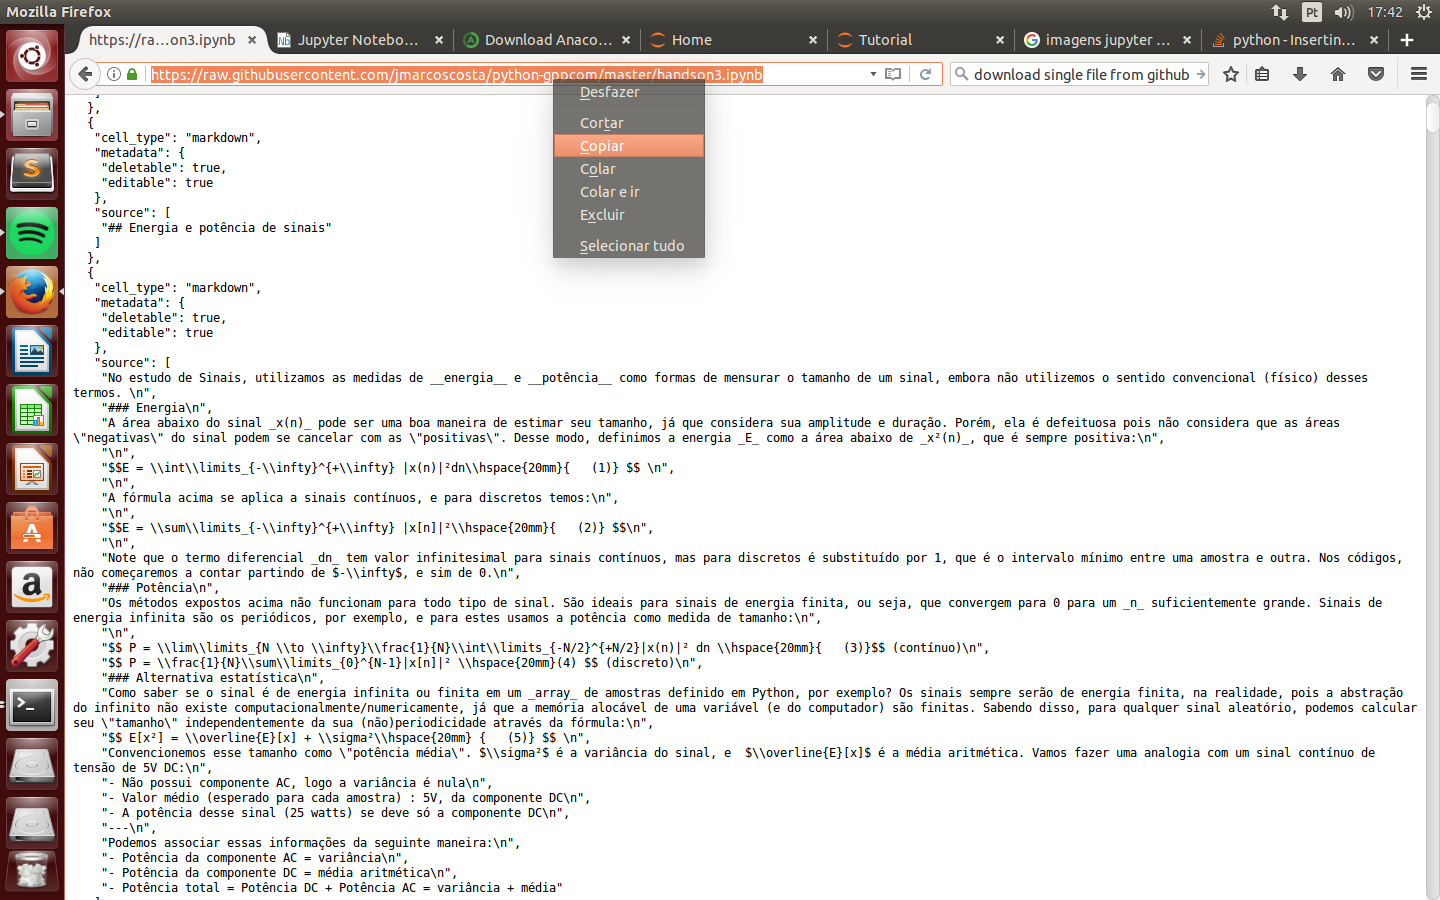 Mozilla Firefox
Pt
17:42
https://ra…on3.ipynb
Jupyter Notebo…
Download Anaco…
Home
Tutorial
imagens jupyter …
python - Insertin…
https://raw.githubusercontent.com/jmarcoscosta/python-gppcom/master/handson3.ipynb
download single file from github
Desfazer
Cortar
Copiar
Colar
Colar e ir
Excluir
Selecionar tudo
},
{
"cell_type": "markdown",
"metadata": {
"deletable": true,
"editable": true
},
"source": [
"## Energia e potência de sinais"
]
},
{
"cell_type": "markdown",
"metadata": {
"deletable": true,
"editable": true
},
"source": [
"No estudo de Sinais, utilizamos as medidas de __energia__ e __potência__ como formas de mensurar o tamanho de um sinal, embora não utilizemos o sentido convencional (físico) desses
termos. \n",
"### Energia\n",
"A área abaixo do sinal _x(n)_ pode ser uma boa maneira de estimar seu tamanho, já que considera sua amplitude e duração. Porém, ela é defeituosa pois não considera que as áreas
\"negativas\" do sinal podem se cancelar com as \"positivas\". Desse modo, definimos a energia _E_ como a área abaixo de _x²(n)_, que é sempre positiva:\n",
"\n",
"$$E = \\int\\limits_{-\\infty}^{+\\infty} |x(n)|²dn\\hspace{20mm}{   (1)} $$ \n",
"\n",
"A fórmula acima se aplica a sinais contínuos, e para discretos temos:\n",
"\n",
"$$E = \\sum\\limits_{-\\infty}^{+\\infty} |x[n]|²\\hspace{20mm}{   (2)} $$\n",
"\n",
"Note que o termo diferencial _dn_ tem valor infinitesimal para sinais contínuos, mas para discretos é substituído por 1, que é o intervalo mínimo entre uma amostra e outra. Nos códigos,
não começaremos a contar partindo de $-\\infty$, e sim de 0.\n",
"### Potência\n",
"Os métodos expostos acima não funcionam para todo tipo de sinal. São ideais para sinais de energia finita, ou seja, que convergem para 0 para um _n_ suficientemente grande. Sinais de
energia infinita são os periódicos, por exemplo, e para estes usamos a potência como medida de tamanho:\n",
"\n",
"$$ P = \\lim\\limits_{N \\to \\infty}\\frac{1}{N}\\int\\limits_{-N/2}^{+N/2}|x(n)|² dn \\hspace{20mm}{   (3)}$$ (contínuo)\n",
"$$ P = \\frac{1}{N}\\sum\\limits_{0}^{N-1}|x[n]|² \\hspace{20mm}(4) $$ (discreto)\n",
"### Alternativa estatística\n",
"Como saber se o sinal é de energia infinita ou finita em um _array_ de amostras definido em Python, por exemplo? Os sinais sempre serão de energia finita, na realidade, pois a abstração
do infinito não existe computacionalmente/numericamente, já que a memória alocável de uma variável (e do computador) são finitas. Sabendo disso, para qualquer sinal aleatório, podemos calcular
seu \"tamanho\" independentemente da sua (não)periodicidade através da fórmula:\n",
"$$ E[x²] = \\overline{E}[x] + \\sigma²\\hspace{20mm} {   (5)} $$ \n",
"Convencionemos esse tamanho como \"potência média\". $\\sigma²$ é a variância do sinal, e  $\\overline{E}[x]$ é a média aritmética. Vamos fazer uma analogia com um sinal contínuo de
tensão de 5V DC:\n",
"- Não possui componente AC, logo a variância é nula\n",
"- Valor médio (esperado para cada amostra) : 5V, da componente DC\n",
"- A potência desse sinal (25 watts) se deve só a componente DC\n",
"---\n",
"Podemos associar essas informações da seguinte maneira:\n",
"- Potência da componente AC = variância\n",
"- Potência da componente DC = média aritmética\n",
"- Potência total = Potência DC + Potência AC = variância + média"